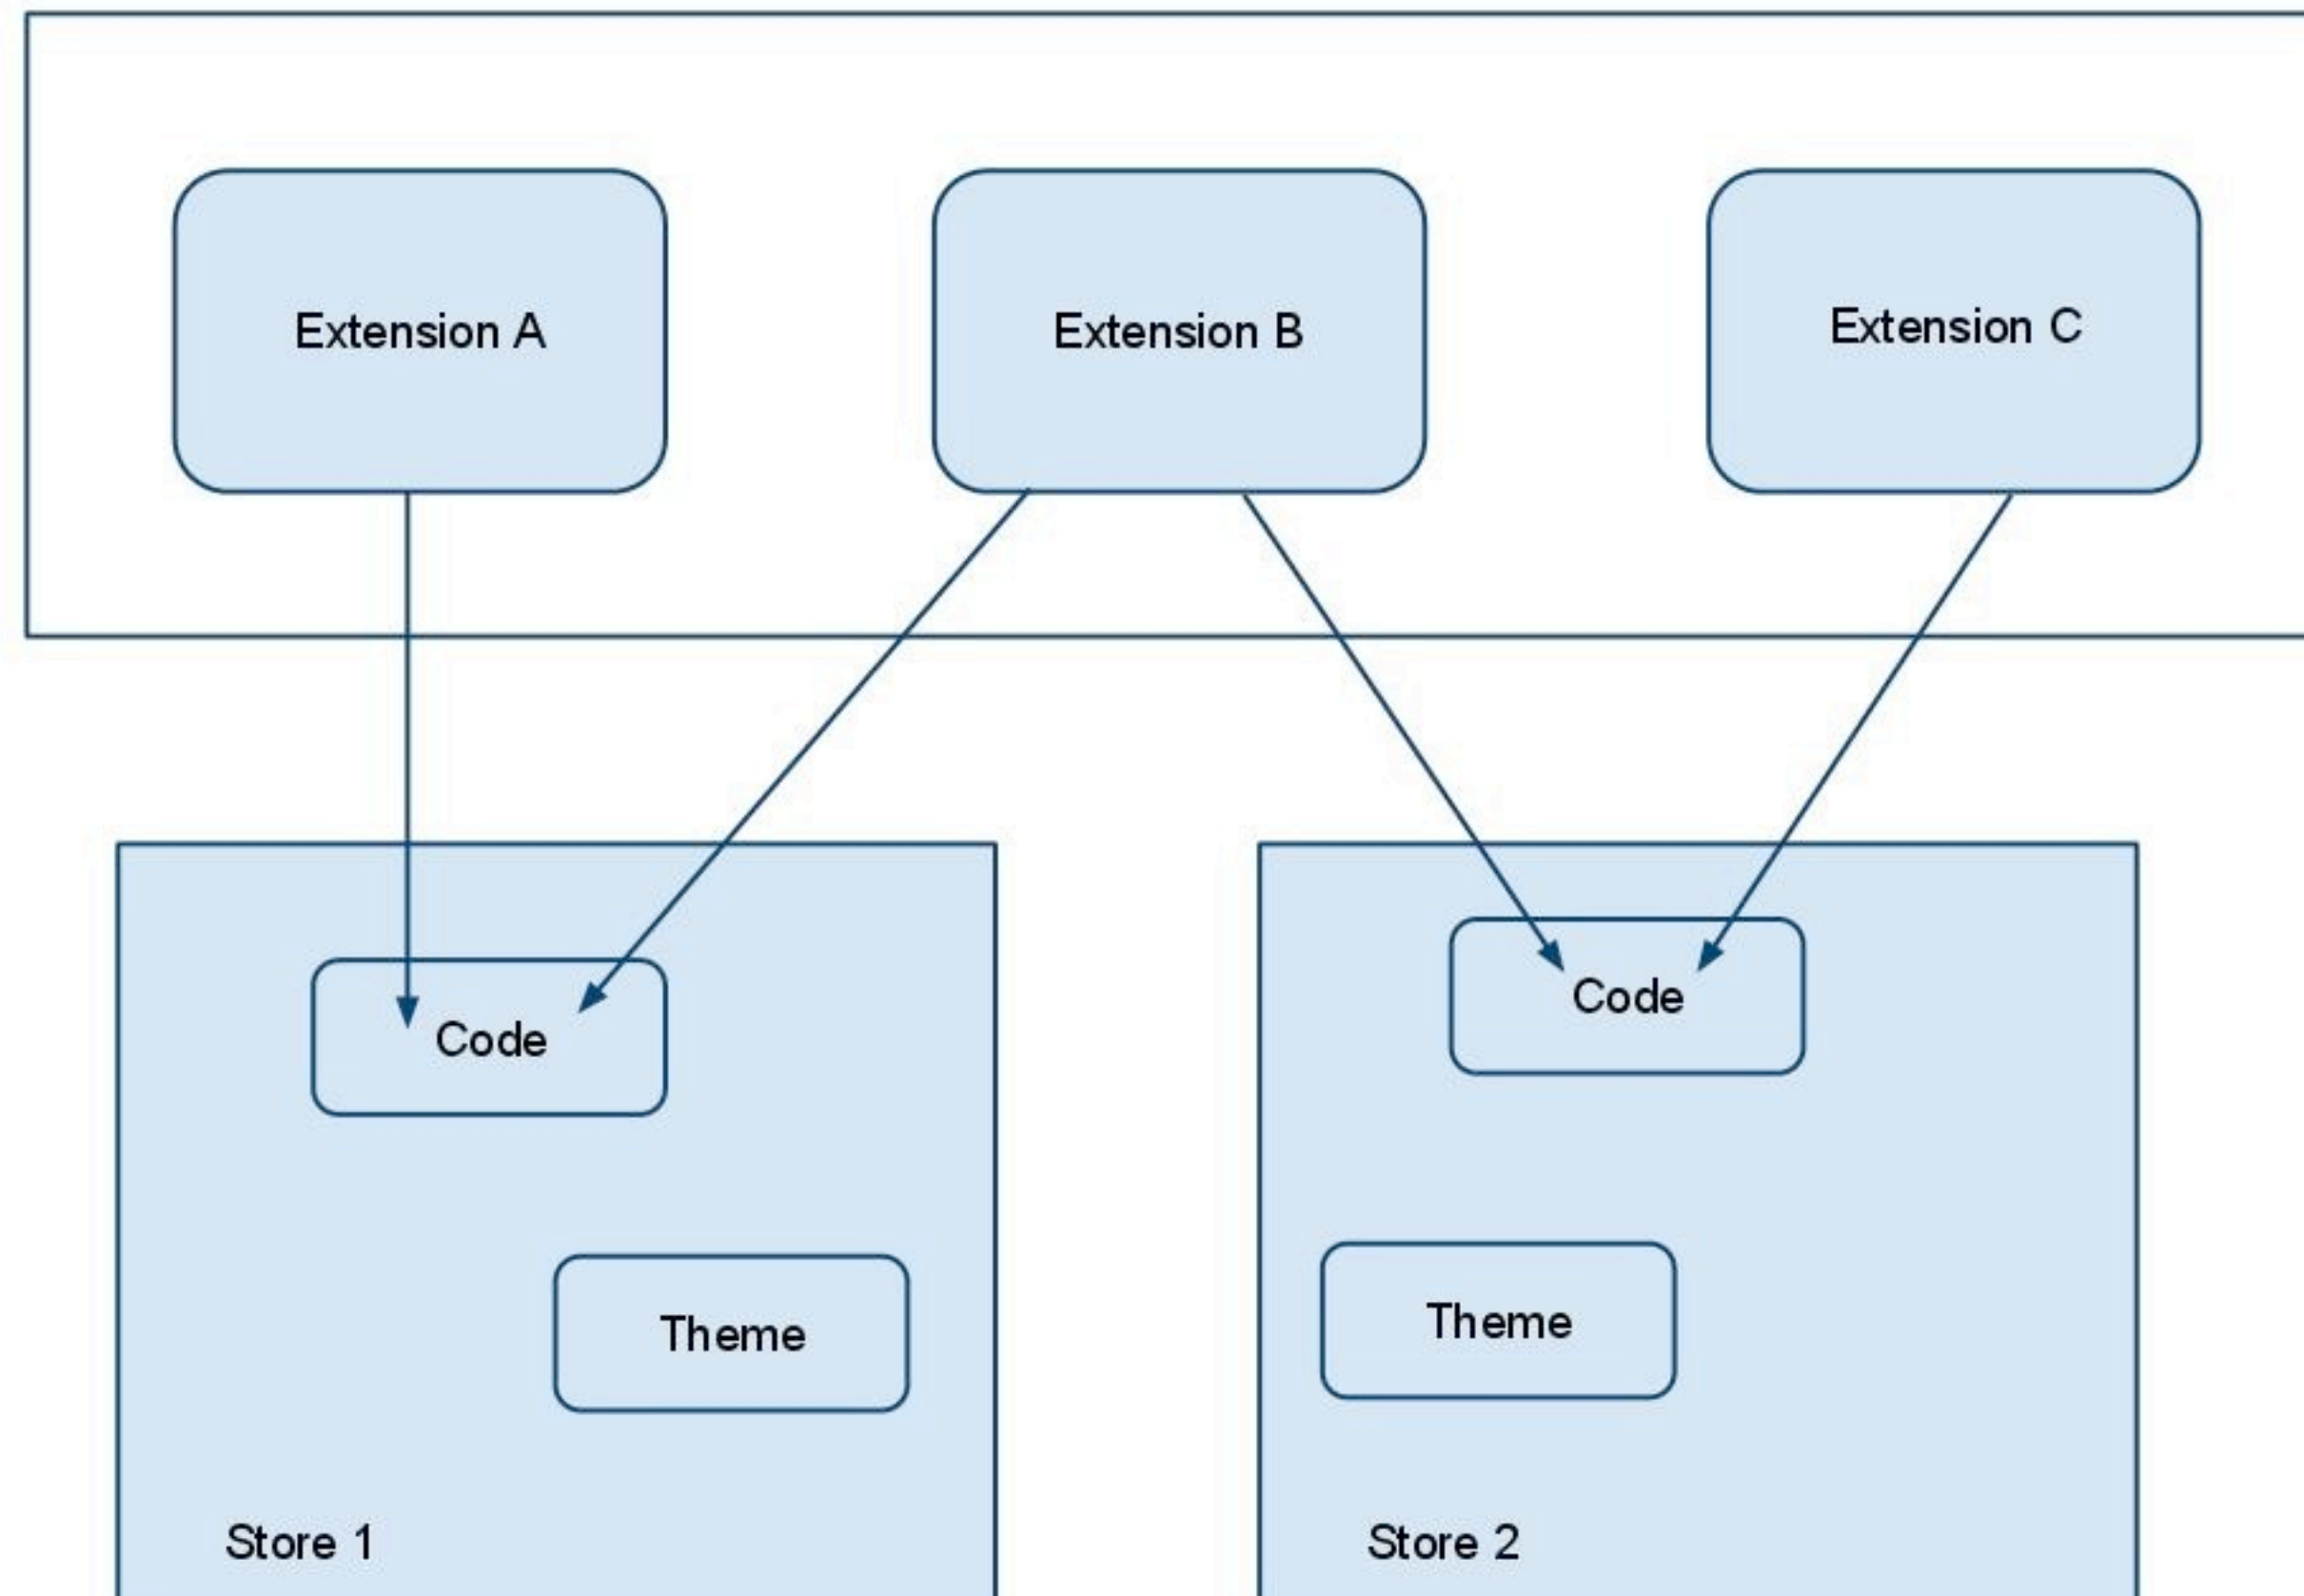 Extension A
Extension B
Extension C
Code
Code
Theme
Theme
Store 1
Store 2